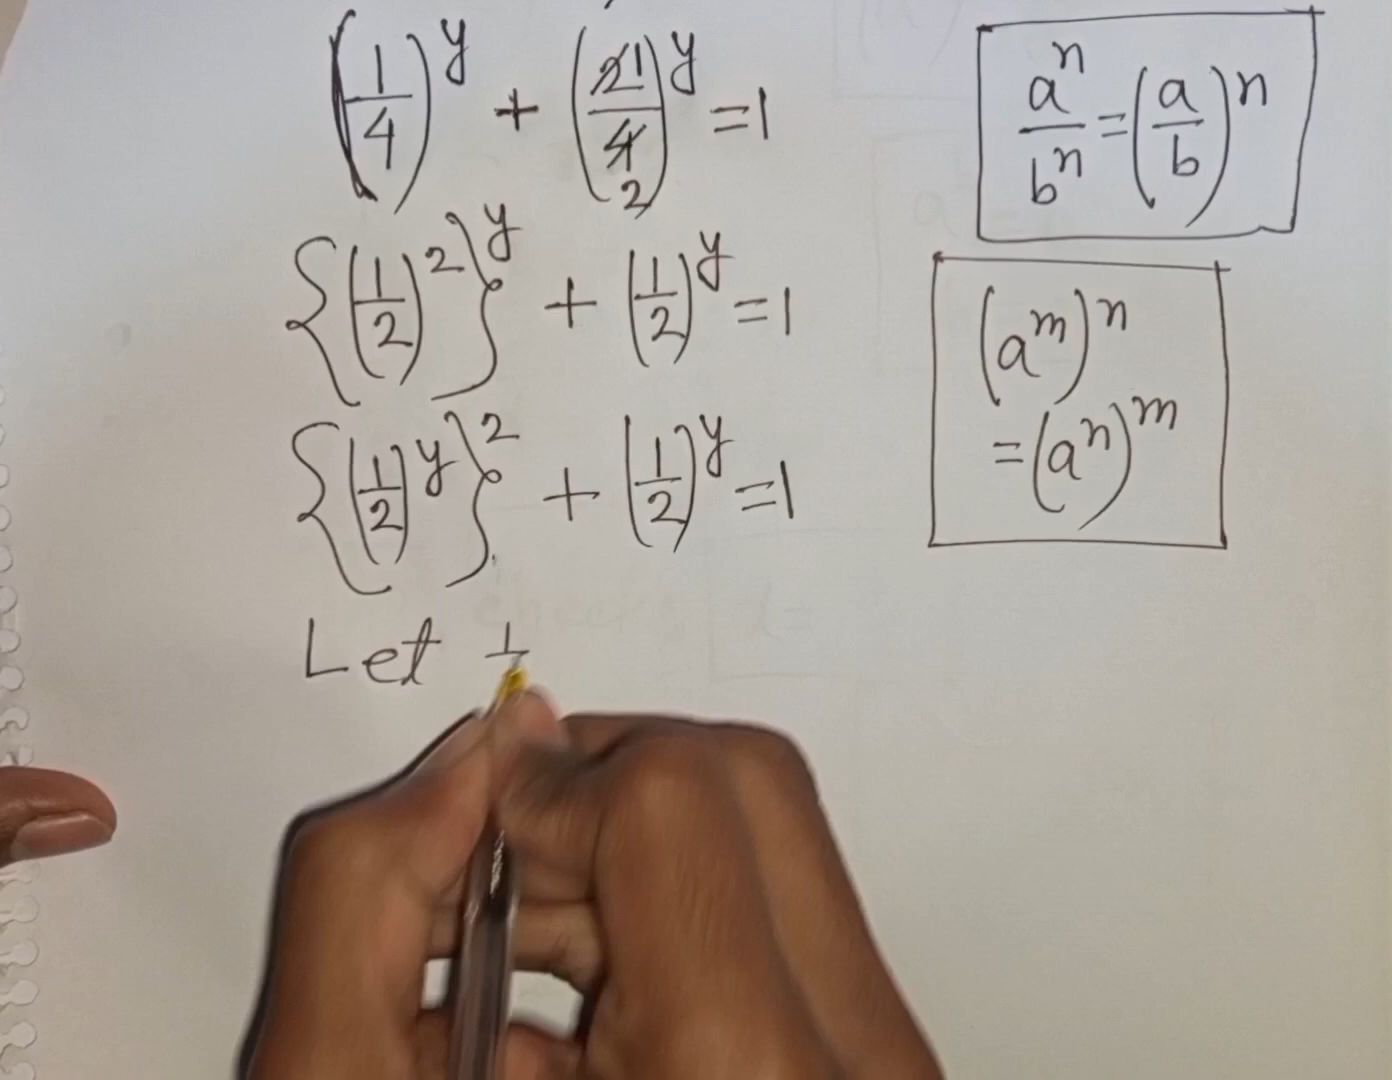 (1/4)^y + (21/4 2)^y = 1
{(1/2)^2}^y + (1/2)^y = 1
{(1/2)^y}^2 + (1/2)^y = 1
Let 1
a^n/b^n = (a/b)^n
(a^m)^n
= (a^n)^m